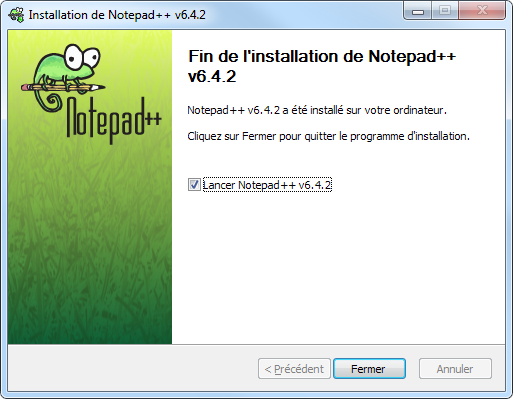 Installation de Notepad++ v6.4.2
Notepad++
Fin de l'installation de Notepad++
v6.4.2
Notepad++ v6.4.2 a été installé sur votre ordinateur.
Cliquez sur Fermer pour quitter le programme d'installation.
Lancer Notepad++ v6.4.2
< Précédent
Fermer
Annuler